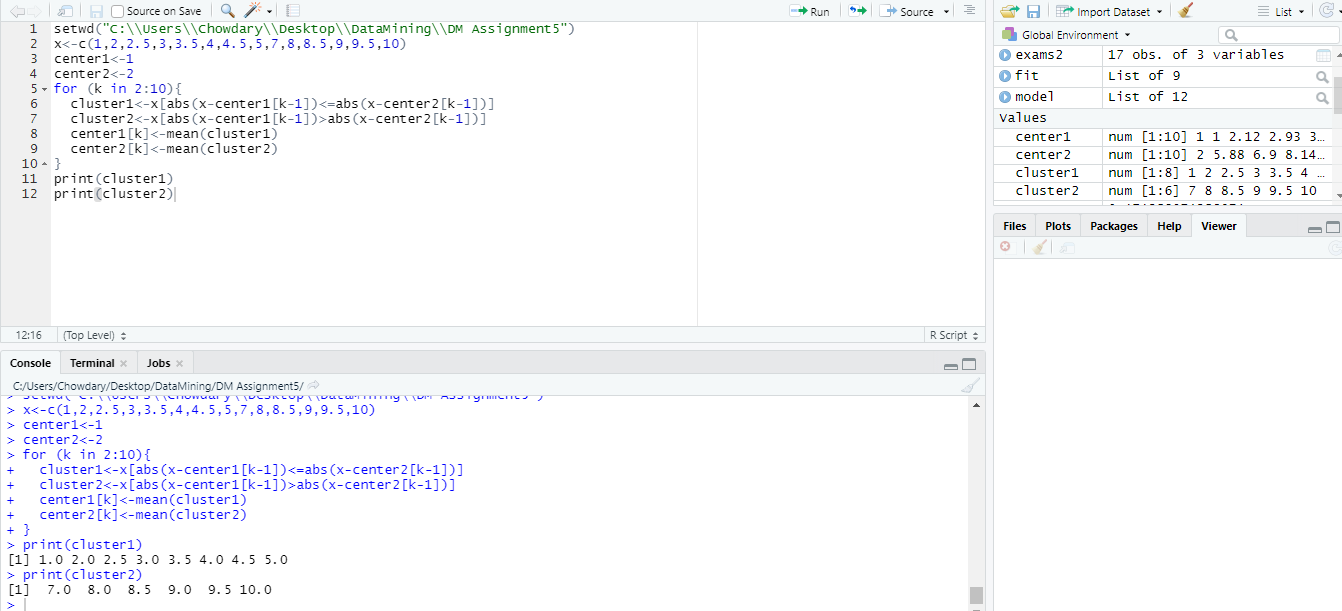 Source on Save Run Source
1 setwd("C:\\Users\\Chowdary\\Desktop\\DataMining\\DM Assignment5")
2 x<-c(1,2,2.5,3,3.5,4,4.5,5,7,8,8.5,9,9.5,10)
3 center1<-1
4 center2<-2
5 for (k in 2:10){
6 cluster1<-x[abs(x-center1[k-1])<=abs(x-center2[k-1])]
7 cluster2<-x[abs(x-center1[k-1])>abs(x-center2[k-1])]
8 center1[k]<-mean(cluster1)
9 center2[k]<-mean(cluster2)
10 }
11 print(cluster1)
12 print(cluster2)
12:16 (Top Level) R Script
Console Terminal Jobs
C:/Users/Chowdary/Desktop/DataMining/DM Assignment5/
> setwd("C:\\Users\\Chowdary\\Desktop\\DataMining\\DM Assignment5")
> x<-c(1,2,2.5,3,3.5,4,4.5,5,7,8,8.5,9,9.5,10)
> center1<-1
> center2<-2
> for (k in 2:10){
+ cluster1<-x[abs(x-center1[k-1])<=abs(x-center2[k-1])]
+ cluster2<-x[abs(x-center1[k-1])>abs(x-center2[k-1])]
+ center1[k]<-mean(cluster1)
+ center2[k]<-mean(cluster2)
+ }
> print(cluster1)
[1] 1.0 2.0 2.5 3.0 3.5 4.0 4.5 5.0
> print(cluster2)
[1] 7.0 8.0 8.5 9.0 9.5 10.0
>
Import Dataset List
Global Environment
exams2 17 obs. of 3 variables
fit List of 9
model List of 12
Values
center1 num [1:10] 1 1 2.12 2.93 3…
center2 num [1:10] 2 5.88 6.9 8.14…
cluster1 num [1:8] 1 2 2.5 3 3.5 4 …
cluster2 num [1:6] 7 8 8.5 9 9.5 10
Files Plots Packages Help Viewer